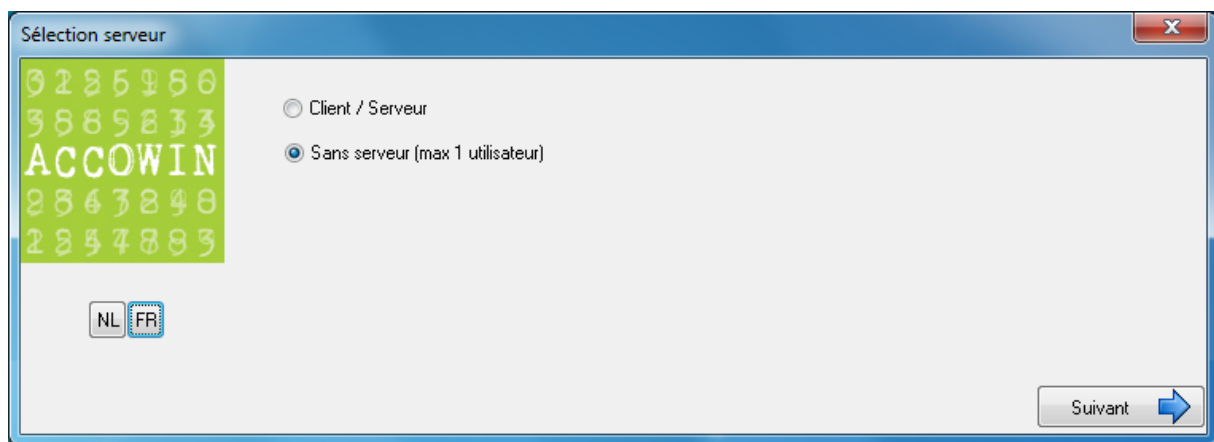 Sélection serveur
Client / Serveur
Sans serveur (max 1 utilisateur)
ACCOWIN
NL FR
Suivant